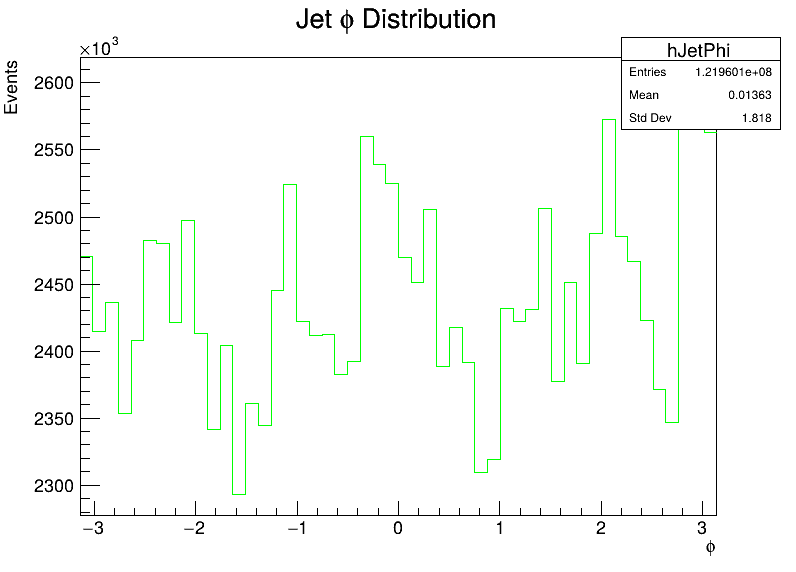 Jet ϕ Distribution
×10³
Events
hJetPhi
Entries 1.219601e+08
Mean 0.01363
Std Dev 1.818
2600
2550
2500
2450
2400
2350
2300
−3 −2 −1 0 1 2 3
ϕ